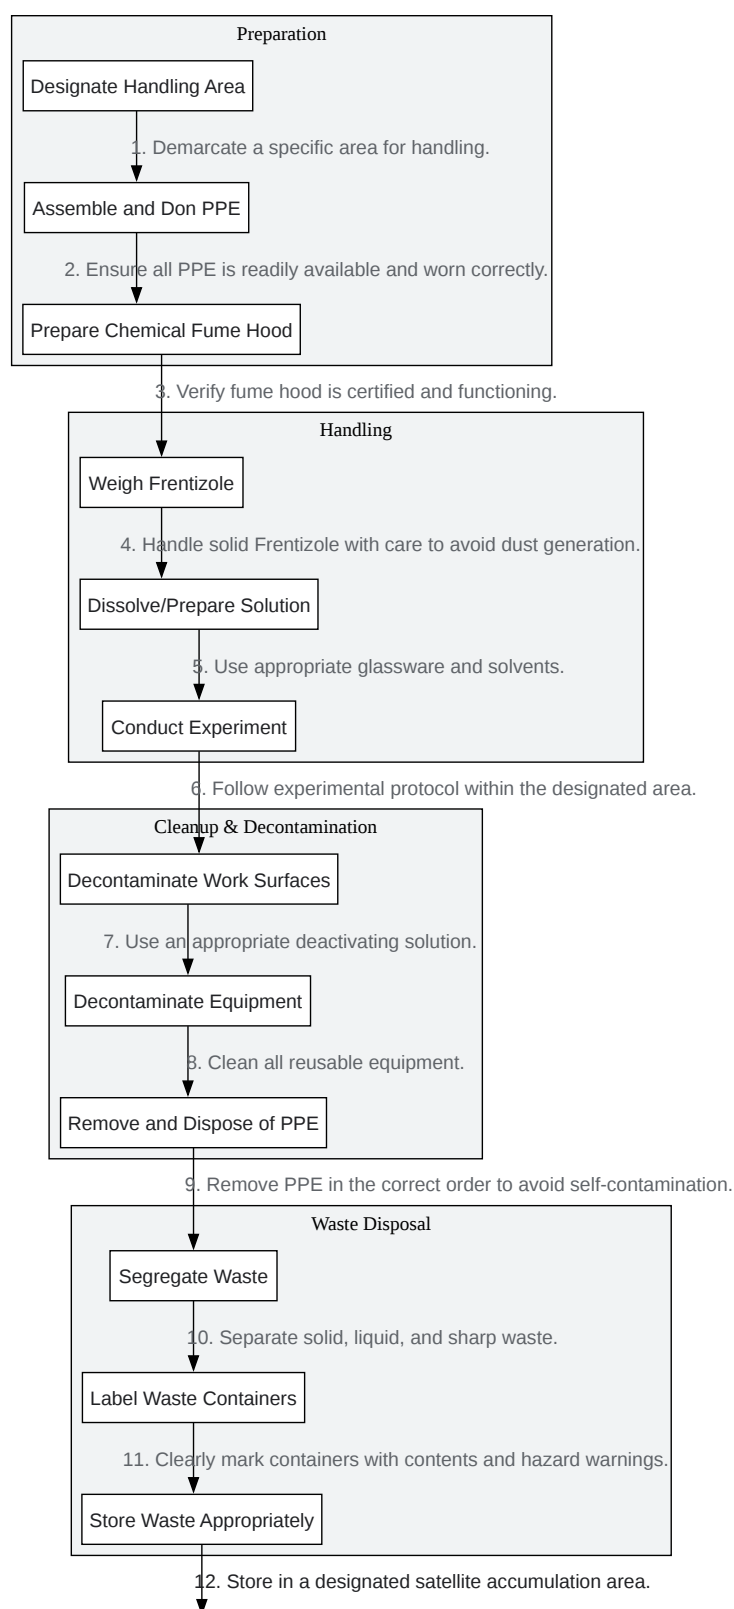 Preparation
Designate Handling Area
1. Demarcate a specific area for handling.
Assemble and Don PPE
2. Ensure all PPE is readily available and worn correctly.
Prepare Chemical Fume Hood
3. Verify fume hood is certified and functioning.
Handling
Weigh Frentizole
4. Handle solid Frentizole with care to avoid dust generation.
Dissolve/Prepare Solution
5. Use appropriate glassware and solvents.
Conduct Experiment
6. Follow experimental protocol within the designated area.
Cleanup & Decontamination
Decontaminate Work Surfaces
7. Use an appropriate deactivating solution.
Decontaminate Equipment
8. Clean all reusable equipment.
Remove and Dispose of PPE
9. Remove PPE in the correct order to avoid self-contamination.
Waste Disposal
Segregate Waste
10. Separate solid, liquid, and sharp waste.
Label Waste Containers
11. Clearly mark containers with contents and hazard warnings.
Store Waste Appropriately
12. Store in a designated satellite accumulation area.